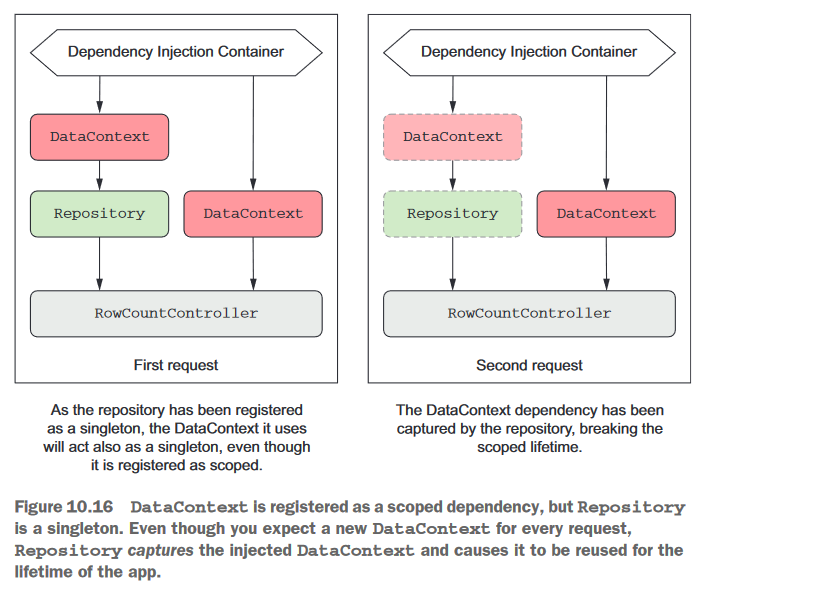 Dependency Injection Container
DataContext
Repository
DataContext
RowCountController
First request
As the repository has been registered
as a singleton, the DataContext it uses
will act also as a singleton, even though
it is registered as scoped.
Dependency Injection Container
DataContext
Repository
DataContext
RowCountController
Second request
The DataContext dependency has been
captured by the repository, breaking the
scoped lifetime.
Figure 10.16 DataContext is registered as a scoped dependency, but Repository
is a singleton. Even though you expect a new DataContext for every request,
Repository captures the injected DataContext and causes it to be reused for the
lifetime of the app.